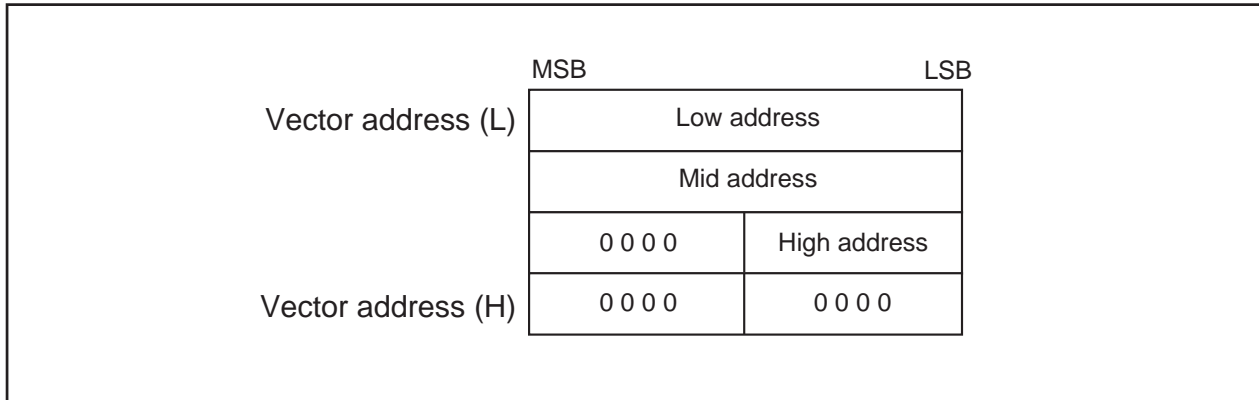 MSB LSB
Vector address (L) Low address
Mid address
0 0 0 0 High address
Vector address (H) 0 0 0 0 0 0 0 0